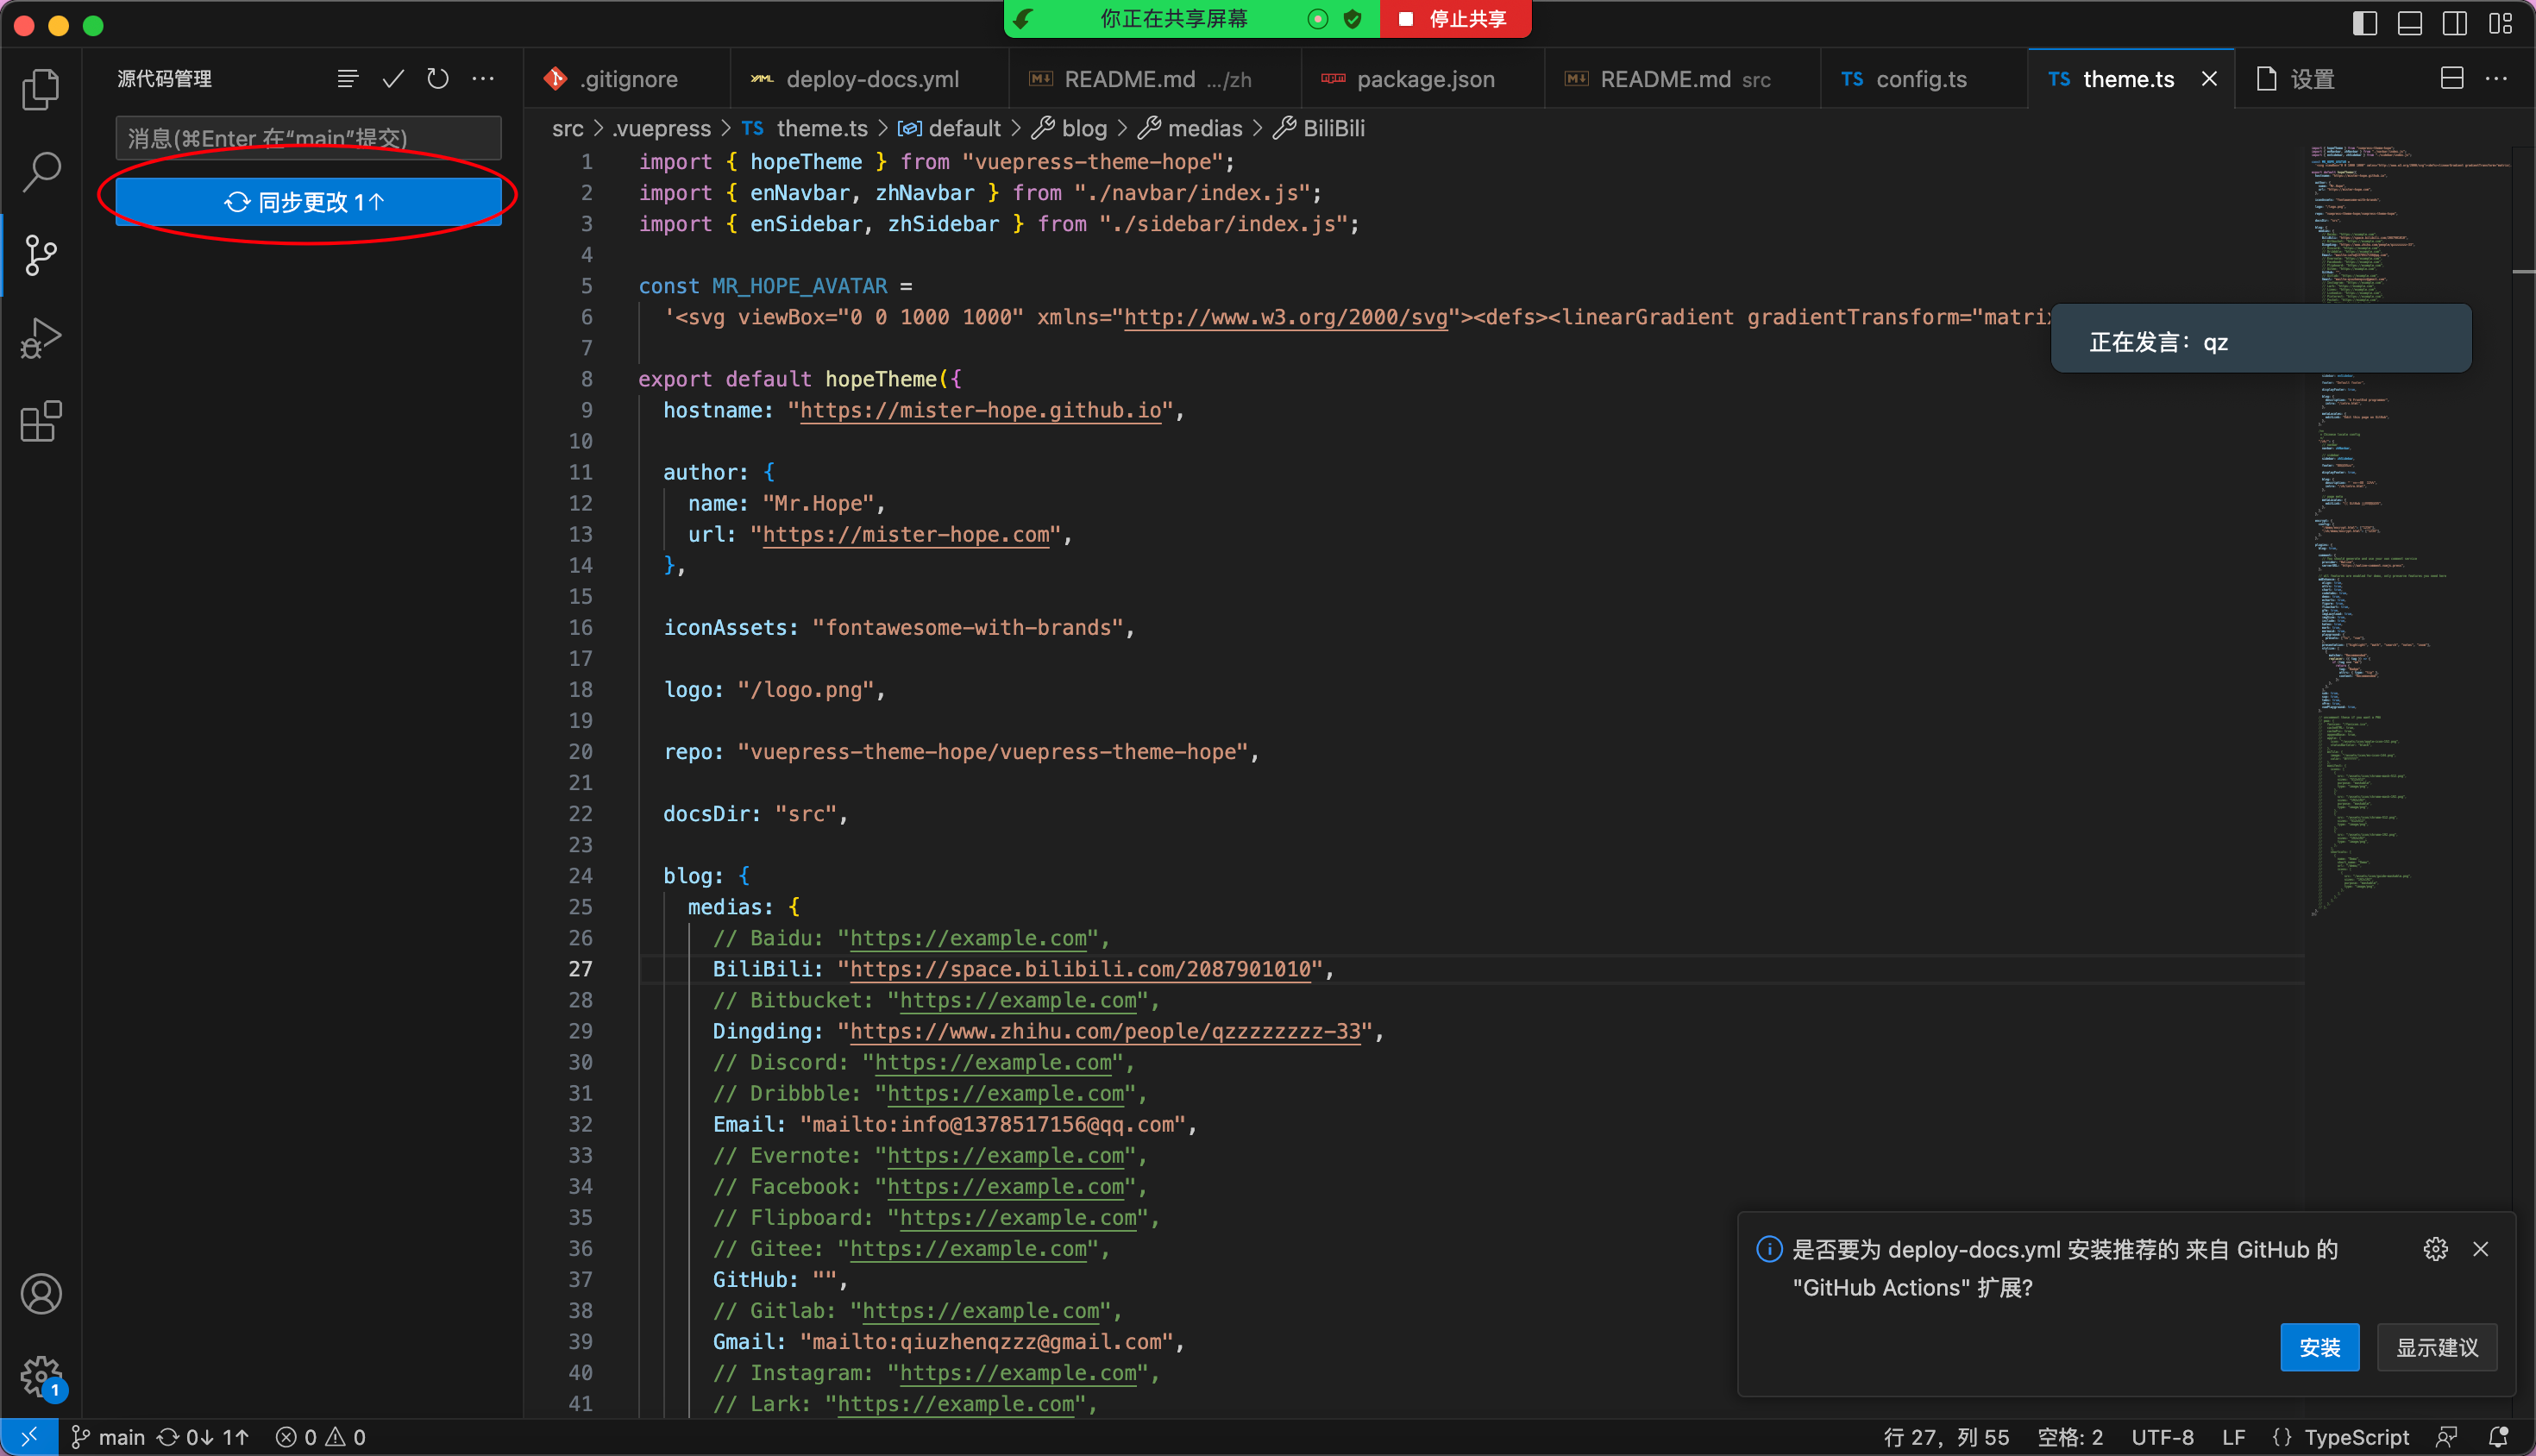 你正在共享屏幕 停止共享
源代码管理
.gitignore deploy-docs.yml README.md .../zh package.json README.md src TS config.ts TS theme.ts 设置
消息(⌘Enter 在“main”提交)
同步更改 1↑
src > .vuepress > TS theme.ts > default > blog > medias > BiliBili
1 import { hopeTheme } from "vuepress-theme-hope";
2 import { enNavbar, zhNavbar } from "./navbar/index.js";
3 import { enSidebar, zhSidebar } from "./sidebar/index.js";
4
5 const MR_HOPE_AVATAR =
6 '<svg viewBox="0 0 1000 1000" xmlns="http://www.w3.org/2000/svg"><defs><linearGradient gradientTransform="matrix
7
正在发言：qz
8 export default hopeTheme({
9 hostname: "https://mister-hope.github.io",
10
11 author: {
12 name: "Mr.Hope",
13 url: "https://mister-hope.com",
14 },
15
16 iconAssets: "fontawesome-with-brands",
17
18 logo: "/logo.png",
19
20 repo: "vuepress-theme-hope/vuepress-theme-hope",
21
22 docsDir: "src",
23
24 blog: {
25 medias: {
26 // Baidu: "https://example.com",
27 BiliBili: "https://space.bilibili.com/2087901010",
28 // Bitbucket: "https://example.com",
29 Dingding: "https://www.zhihu.com/people/qzzzzzzzz-33",
30 // Discord: "https://example.com",
31 // Dribbble: "https://example.com",
32 Email: "mailto:info@1378517156@qq.com",
33 // Evernote: "https://example.com",
34 // Facebook: "https://example.com",
35 // Flipboard: "https://example.com",
36 // Gitee: "https://example.com",
37 GitHub: "",
38 // Gitlab: "https://example.com",
39 Gmail: "mailto:qiuzhenqzzz@gmail.com",
40 // Instagram: "https://example.com",
41 // Lark: "https://example.com",
是否要为 deploy-docs.yml 安装推荐的 来自 GitHub 的
"GitHub Actions" 扩展?
安装 显示建议
1
main 0↓ 1↑ 0 0 行 27，列 55 空格: 2 UTF-8 LF {} TypeScript